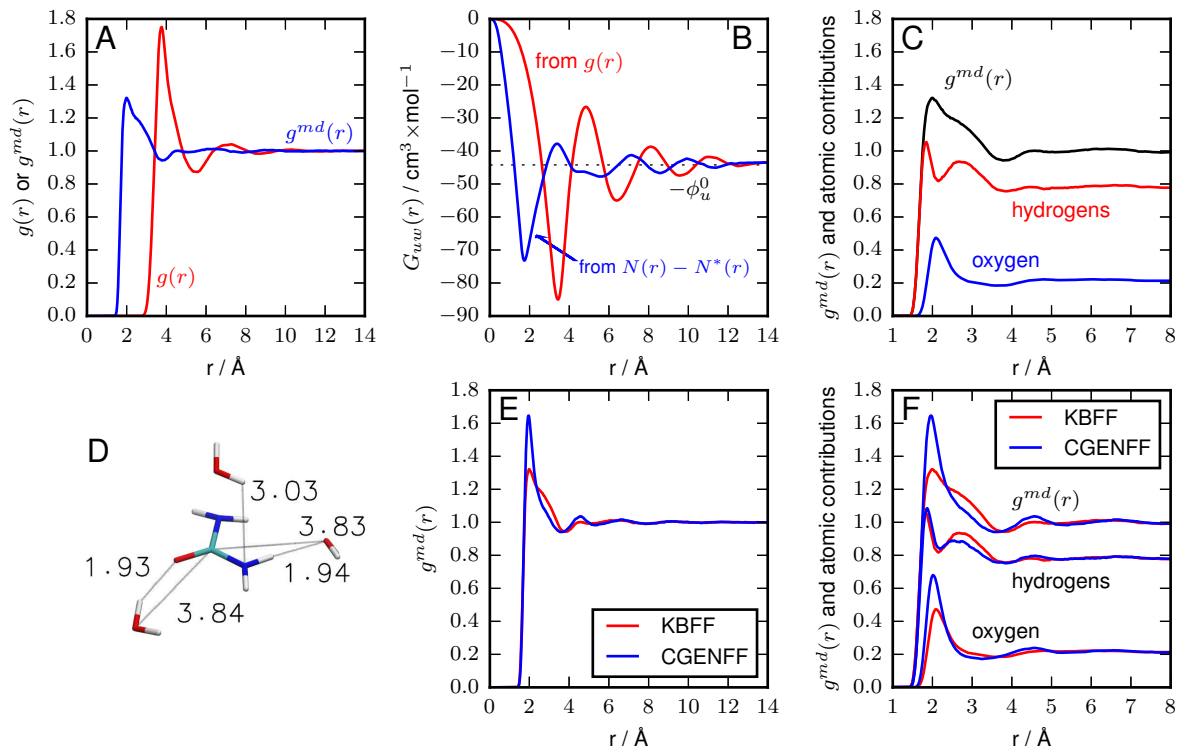 A
g(r) or g^{md}(r)
1.8
1.6
1.4
1.2
1.0
0.8
0.6
0.4
0.2
0.0
g^{md}(r)
g(r)
0 2 4 6 8 10 12 14
r / Å
B
G_{uw}(r) / cm^3 ×mol^{−1}
0
−10
−20
−30
−40
−50
−60
−70
−80
−90
from g(r)
−ϕ_u^0
from N(r) − N^*(r)
0 2 4 6 8 10 12 14
r / Å
C
g^{md}(r) and atomic contributions
1.8
1.6
1.4
1.2
1.0
0.8
0.6
0.4
0.2
0.0
g^{md}(r)
hydrogens
oxygen
1 2 3 4 5 6 7 8
r / Å
D
3.03
3.83
1.93
1.94
3.84
E
g^{md}(r)
1.8
1.6
1.4
1.2
1.0
0.8
0.6
0.4
0.2
0.0
KBFF
CGENFF
0 2 4 6 8 10 12 14
r / Å
F
g^{md}(r) and atomic contributions
1.8
1.6
1.4
1.2
1.0
0.8
0.6
0.4
0.2
0.0
KBFF
CGENFF
g^{md}(r)
hydrogens
oxygen
1 2 3 4 5 6 7 8
r / Å